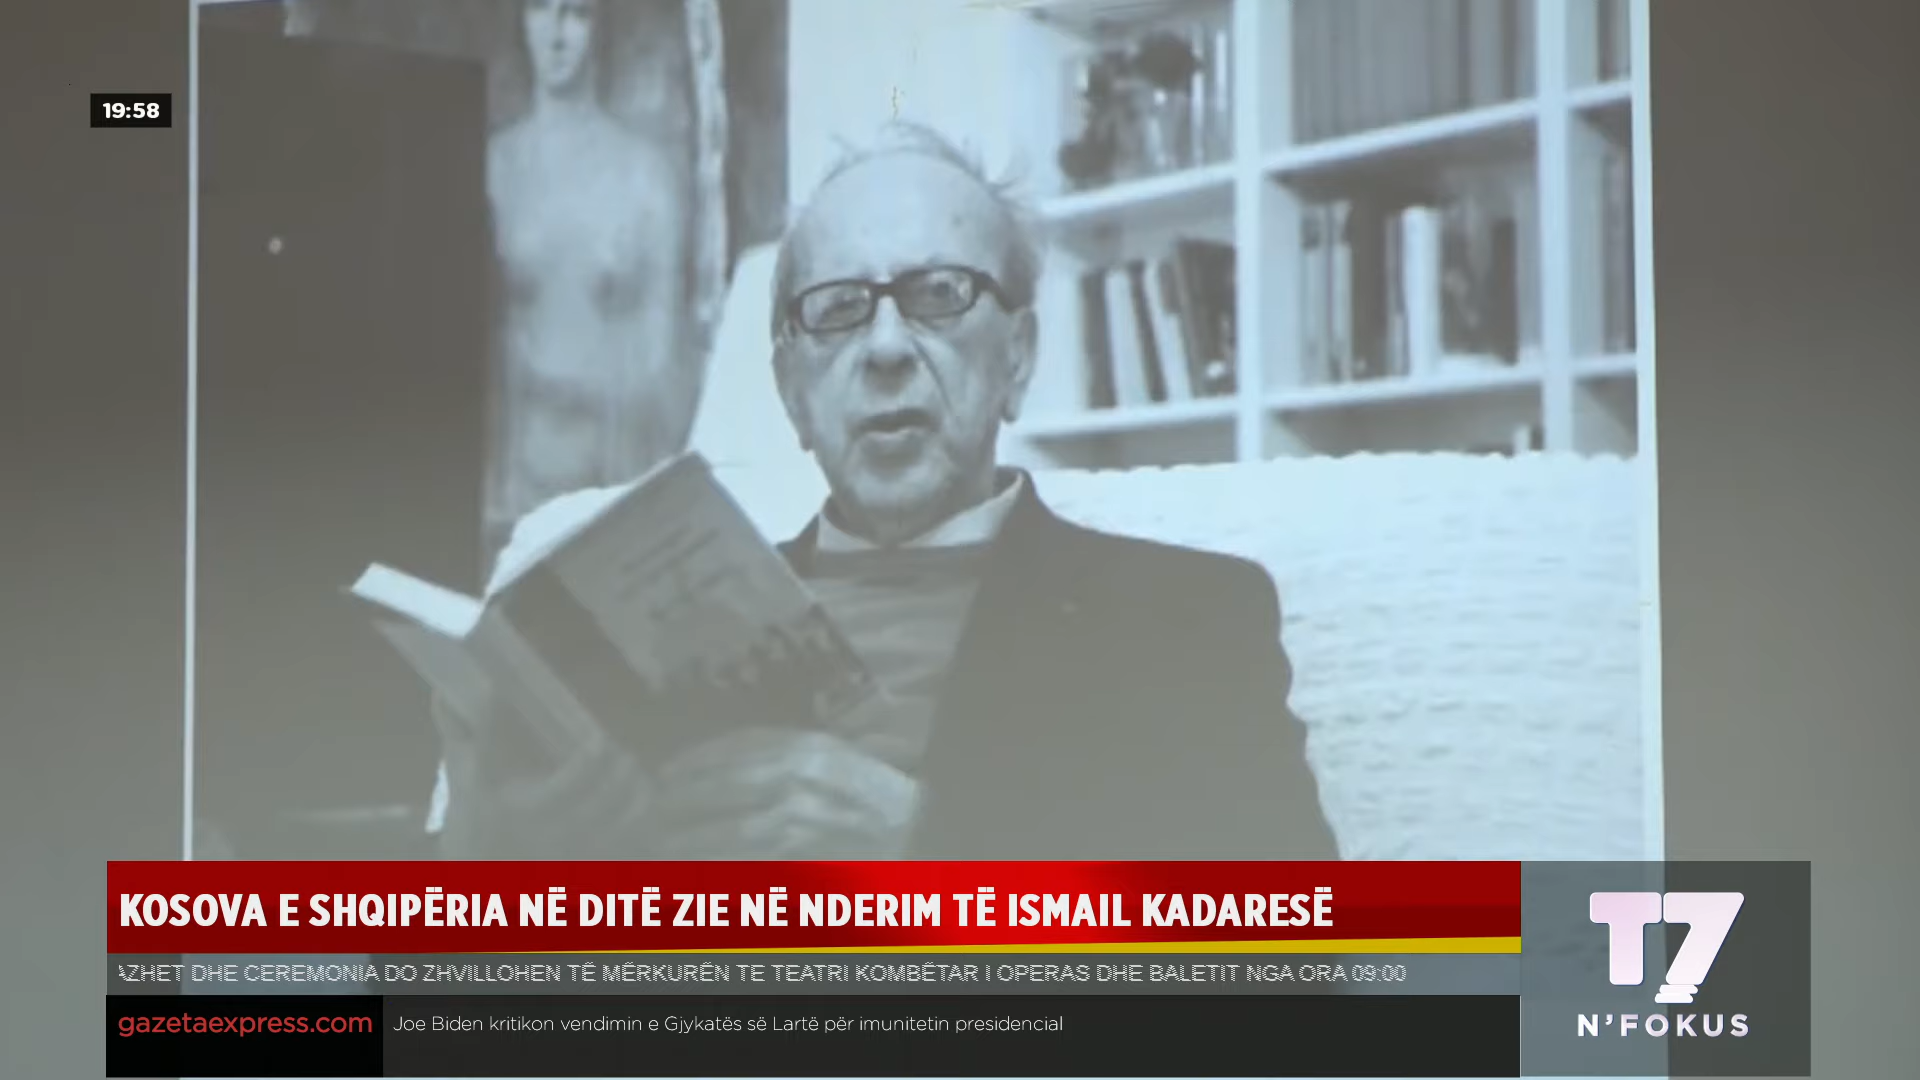 19:58
KOSOVA E SHQIPËRIA NË DITË ZIE NË NDERIM TË ISMAIL KADARESË
DHE CEREMONIA DO ZHVILLOHEN TË MËRKURËN TE TEATRI KOMBËTAR I OPERAS DHE BALETIT NGA ORA 09:00
gazetaexpress.com
Joe Biden kritikon vendimin e Gjykatës së Lartë për imunitetin presidencial
T7
N'FOKUS